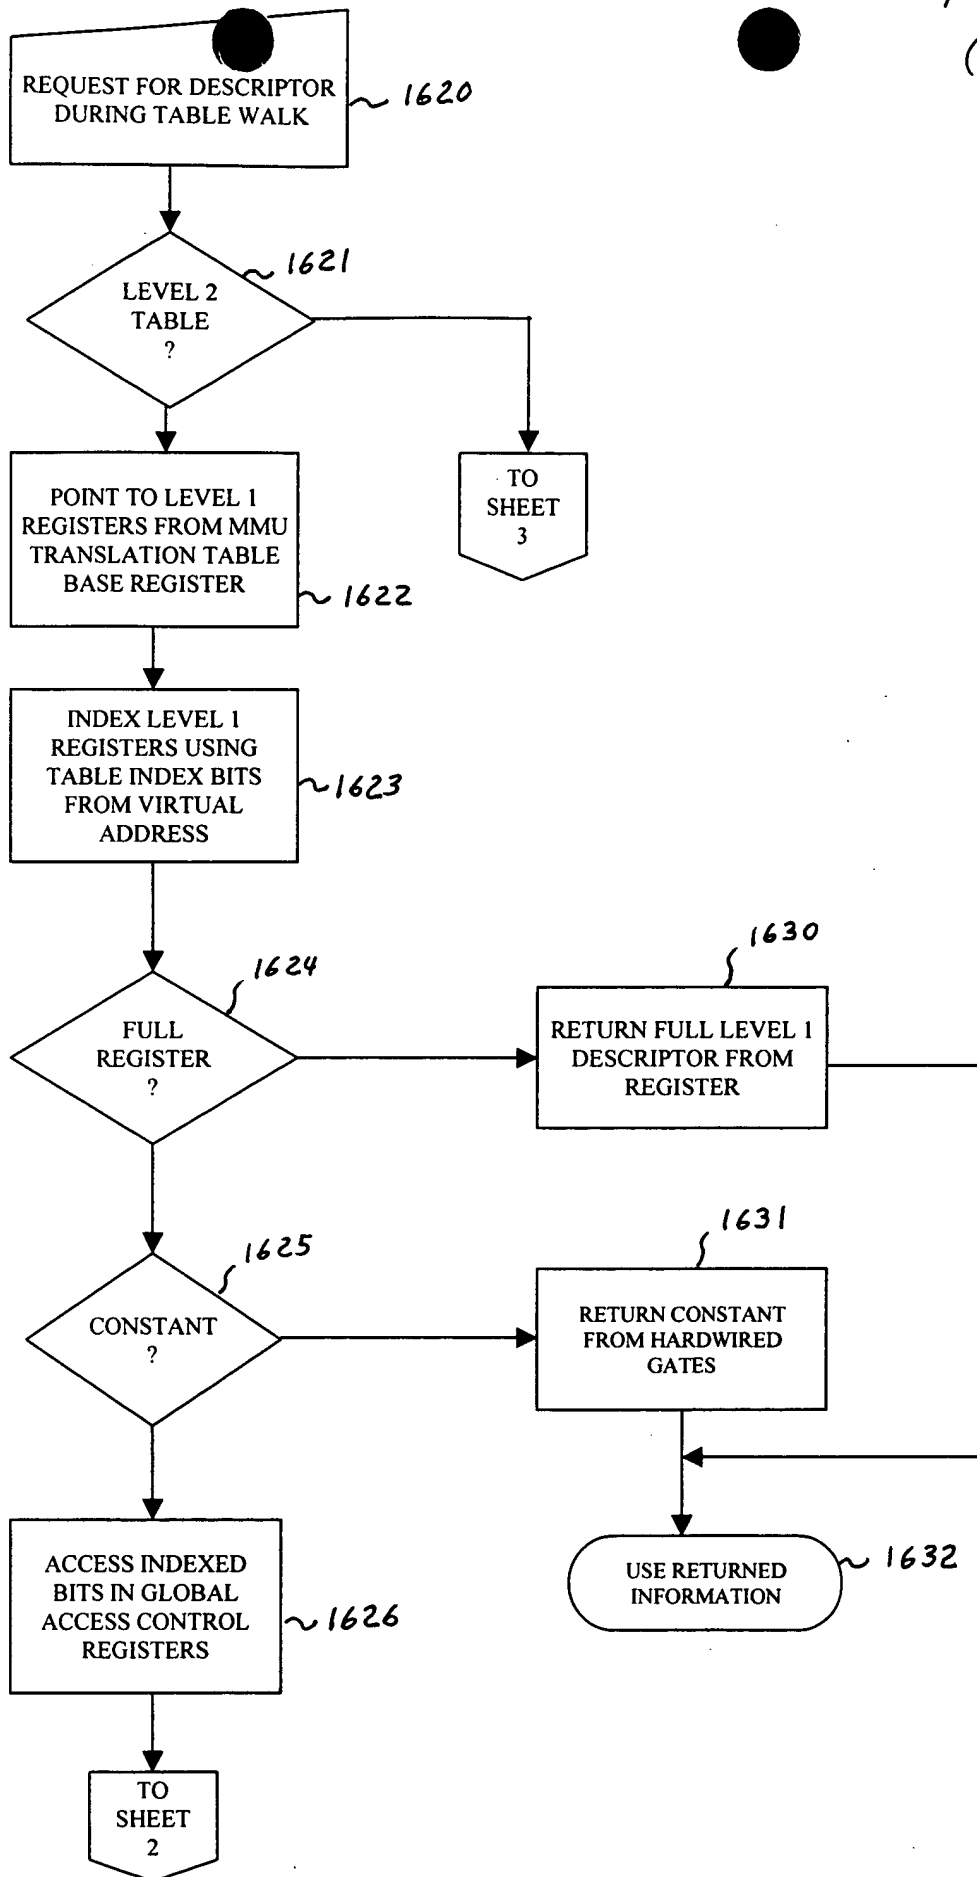 REQUEST FOR DESCRIPTOR
DURING TABLE WALK
1620
1621
LEVEL 2
TABLE
?
TO
SHEET
3
POINT TO LEVEL 1
REGISTERS FROM MMU
TRANSLATION TABLE
BASE REGISTER
1622
INDEX LEVEL 1
REGISTERS USING
TABLE INDEX BITS
FROM VIRTUAL
ADDRESS
1623
1624
FULL
REGISTER
?
1630
RETURN FULL LEVEL 1
DESCRIPTOR FROM
REGISTER
1625
CONSTANT
?
1631
RETURN CONSTANT
FROM HARDWIRED
GATES
ACCESS INDEXED
BITS IN GLOBAL
ACCESS CONTROL
REGISTERS
1626
USE RETURNED
INFORMATION
1632
TO
SHEET
2